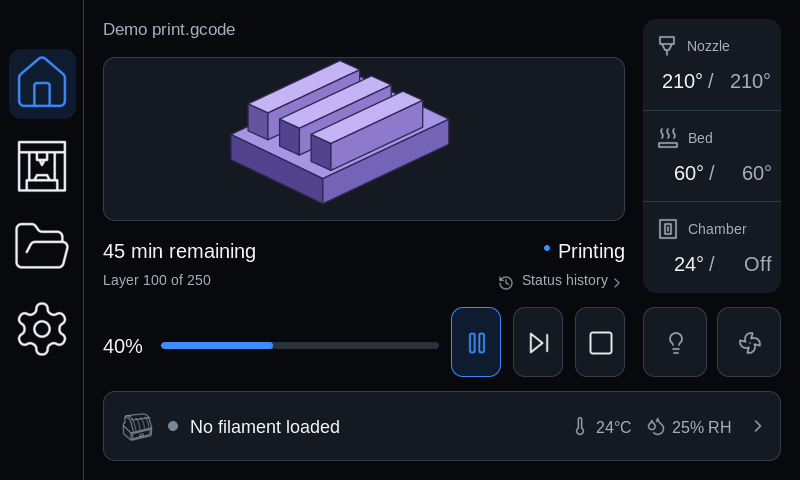 Demo print.gcode
Nozzle
210° / 210°
Bed
60° / 60°
Chamber
24° / Off
45 min remaining
Printing
Layer 100 of 250
Status history
40%
No filament loaded
24°C
25% RH